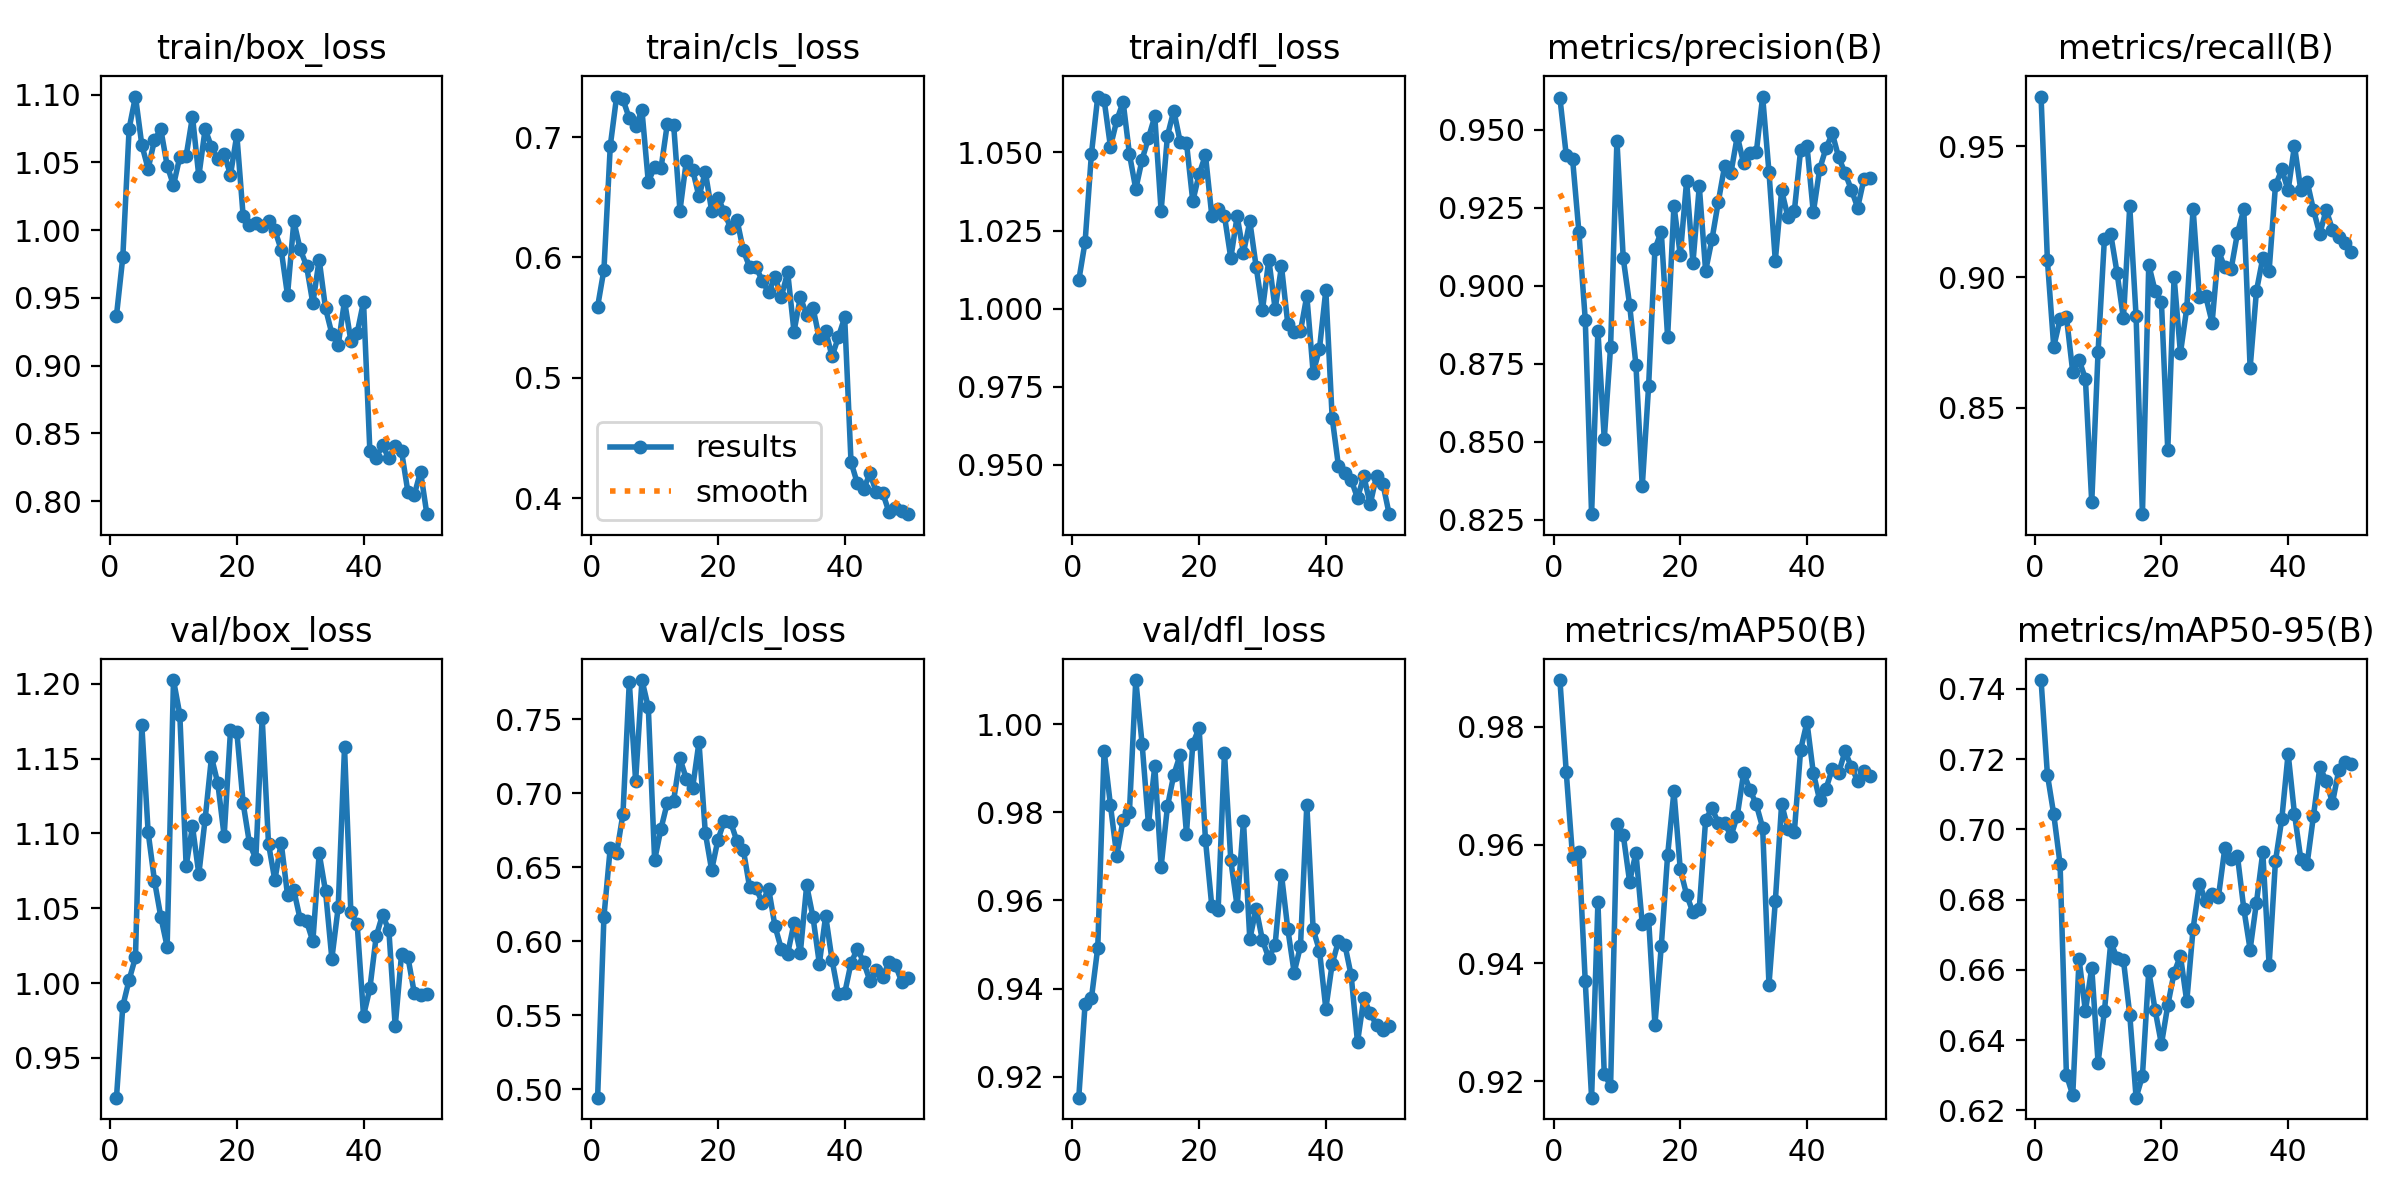 train/box_loss
1.10
1.05
1.00
0.95
0.90
0.85
0.80
0 20 40
train/cls_loss
0.7
0.6
0.5
0.4
results
smooth
0 20 40
train/dfl_loss
1.050
1.025
1.000
0.975
0.950
0 20 40
metrics/precision(B)
0.950
0.925
0.900
0.875
0.850
0.825
0 20 40
metrics/recall(B)
0.95
0.90
0.85
0 20 40
val/box_loss
1.20
1.15
1.10
1.05
1.00
0.95
0 20 40
val/cls_loss
0.75
0.70
0.65
0.60
0.55
0.50
0 20 40
val/dfl_loss
1.00
0.98
0.96
0.94
0.92
0 20 40
metrics/mAP50(B)
0.98
0.96
0.94
0.92
0 20 40
metrics/mAP50-95(B)
0.74
0.72
0.70
0.68
0.66
0.64
0.62
0 20 40